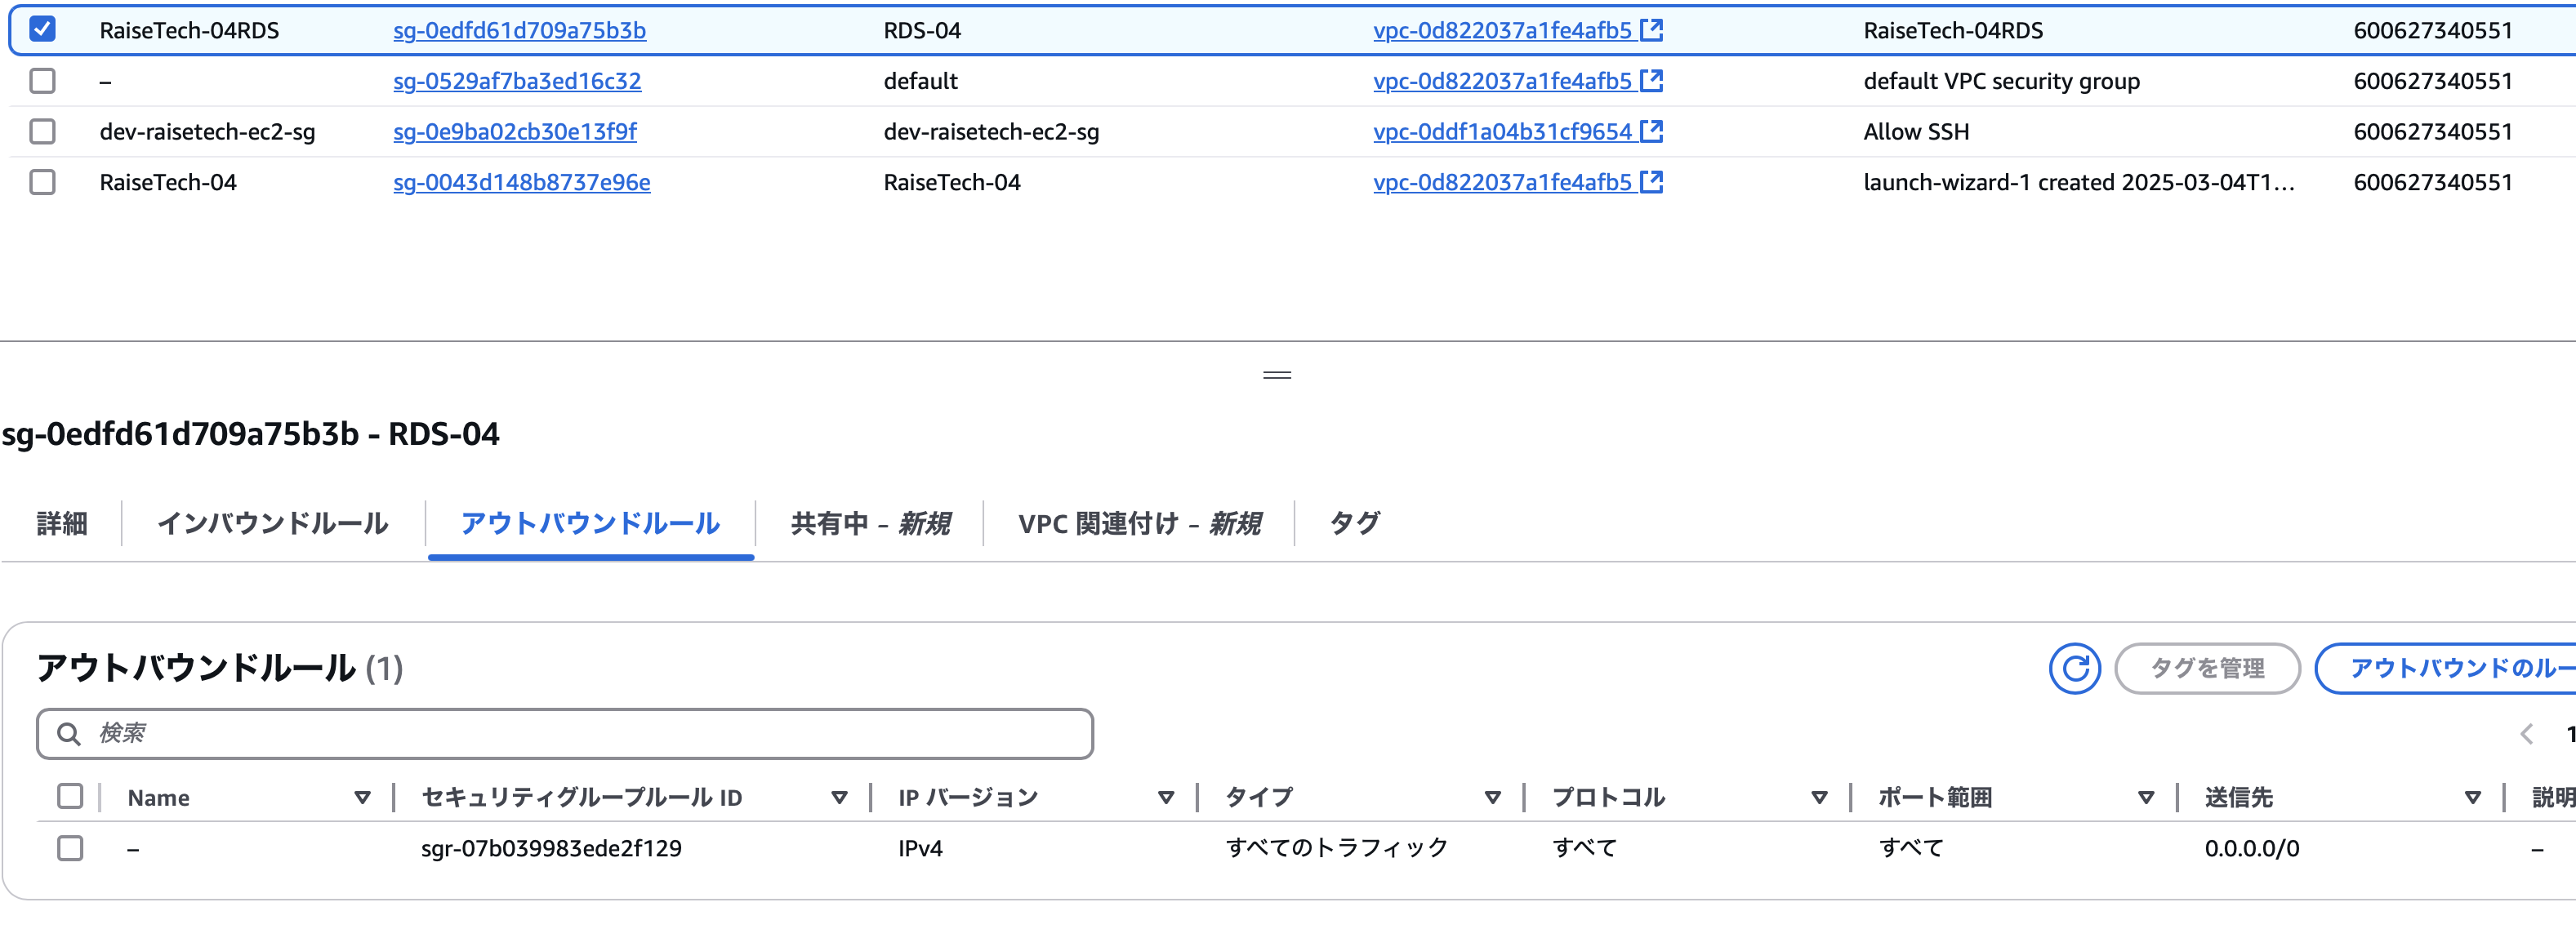 RaiseTech-04RDS sg-0edfd61d709a75b3b RDS-04 vpc-0d822037a1fe4afb5 RaiseTech-04RDS 600627340551
– sg-0529af7ba3ed16c32 default vpc-0d822037a1fe4afb5 default VPC security group 600627340551
dev-raisetech-ec2-sg sg-0e9ba02cb30e13f9f dev-raisetech-ec2-sg vpc-0ddf1a04b31cf9654 Allow SSH 600627340551
RaiseTech-04 sg-0043d148b8737e96e RaiseTech-04 vpc-0d822037a1fe4afb5 launch-wizard-1 created 2025-03-04T1... 600627340551
sg-0edfd61d709a75b3b - RDS-04
詳細 インバウンドルール アウトバウンドルール 共有中 – 新規 VPC 関連付け – 新規 タグ
アウトバウンドルール (1) タグを管理 アウトバウンドのルー
検索 1
Name セキュリティグループルール ID IP バージョン タイプ プロトコル ポート範囲 送信先 説明
– sgr-07b039983ede2f129 IPv4 すべてのトラフィック すべて すべて 0.0.0.0/0 –